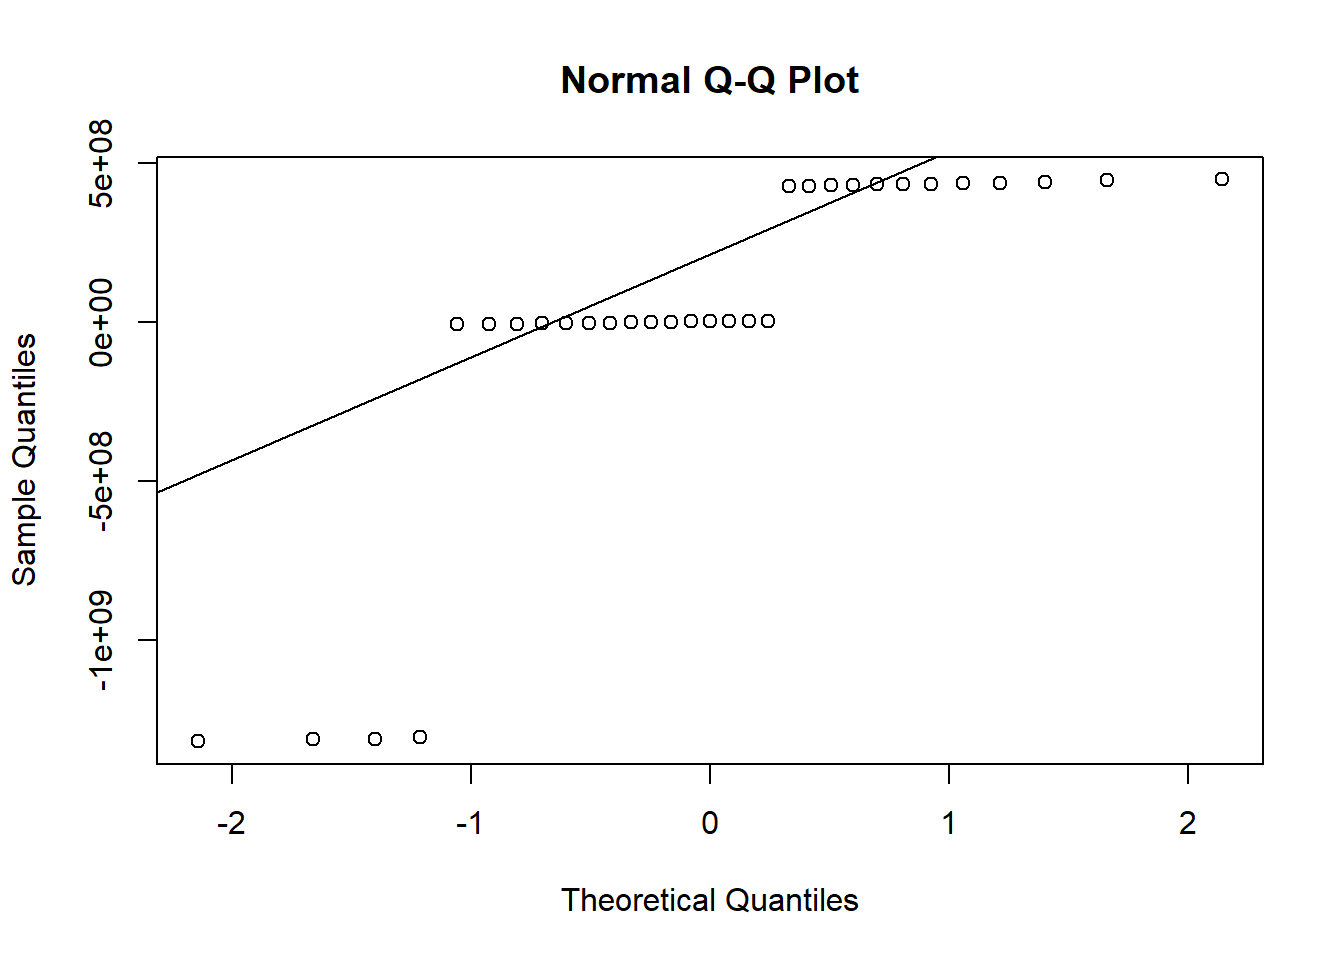 Normal Q-Q Plot
Sample Quantiles
5e+08
0e+00
-5e+08
-1e+09
-2 -1 0 1 2
Theoretical Quantiles